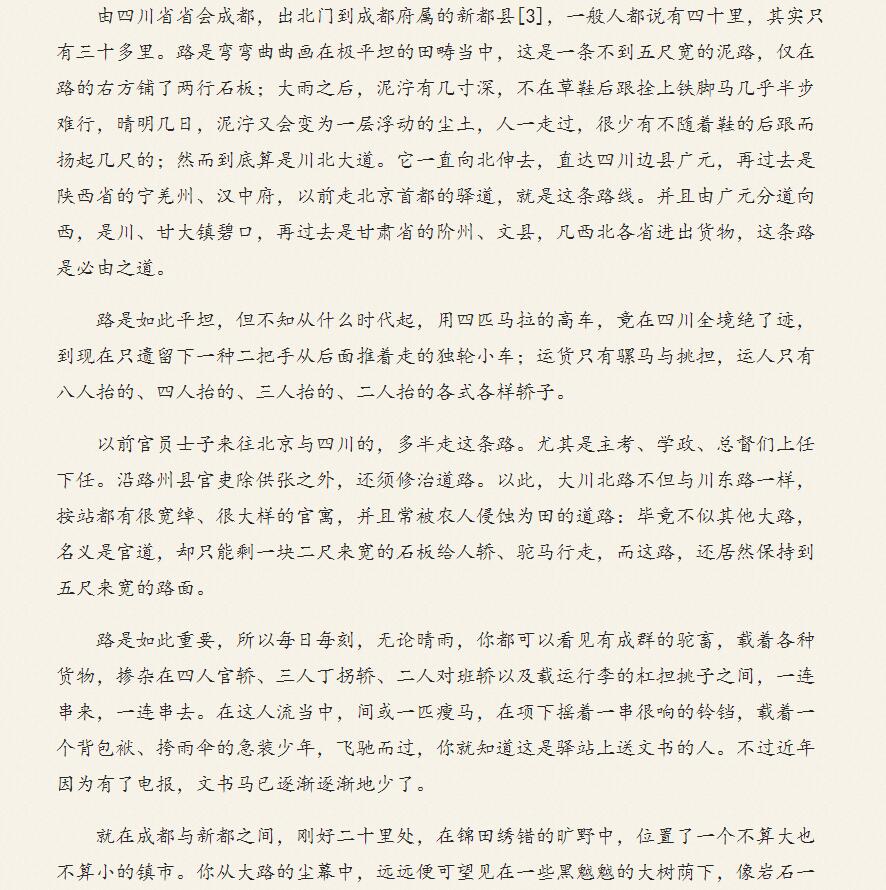 由四川省省会成都，出北门到成都府属的新都县[3]，一般人都说有四十里，其实只
有三十多里。路是弯弯曲曲画在极平坦的田畴当中，这是一条不到五尺宽的泥路，仅在
路的右方铺了两行石板；大雨之后，泥泞有几寸深，不在草鞋后跟拴上铁脚马几乎半步
难行，晴明几日，泥泞又会变为一层浮动的尘土，人一走过，很少有不随着鞋的后跟而
扬起几尺的；然而到底算是川北大道。它一直向北伸去，直达四川边县广元，再过去是
陕西省的宁羌州、汉中府，以前走北京首都的驿道，就是这条路线。并且由广元分道向
西，是川、甘大镇碧口，再过去是甘肃省的阶州、文县，凡西北各省进出货物，这条路
是必由之道。
路是如此平坦，但不知从什么时代起，用四匹马拉的高车，竟在四川全境绝了迹，
到现在只遗留下一种二把手从后面推着走的独轮小车；运货只有骡马与挑担，运人只有
八人抬的、四人抬的、三人抬的、二人抬的各式各样轿子。
以前官员士子来往北京与四川的，多半走这条路。尤其是主考、学政、总督们上任
下任。沿路州县官吏除供张之外，还须修治道路。以此，大川北路不但与川东路一样，
按站都有很宽绰、很大样的官寓，并且常被农人侵蚀为田的道路：毕竟不似其他大路，
名义是官道，却只能剩一块二尺来宽的石板给人轿、驼马行走，而这路，还居然保持到
五尺来宽的路面。
路是如此重要，所以每日每刻，无论晴雨，你都可以看见有成群的驼畜，载着各种
货物，掺杂在四人官轿、三人丁拐轿、二人对班轿以及载运行李的杠担挑子之间，一连
串来，一连串去。在这人流当中，间或一匹瘦马，在项下摇着一串很响的铃铛，载着一
个背包袱、挎雨伞的急装少年，飞驰而过，你就知道这是驿站上送文书的人。不过近年
因为有了电报，文书马已逐渐逐渐地少了。
就在成都与新都之间，刚好二十里处，在锦田绣错的旷野中，位置了一个不算大也
不算小的镇市。你从大路的尘幕中，远远便可望见在一些黑魆魆的大树荫下，像岩石一